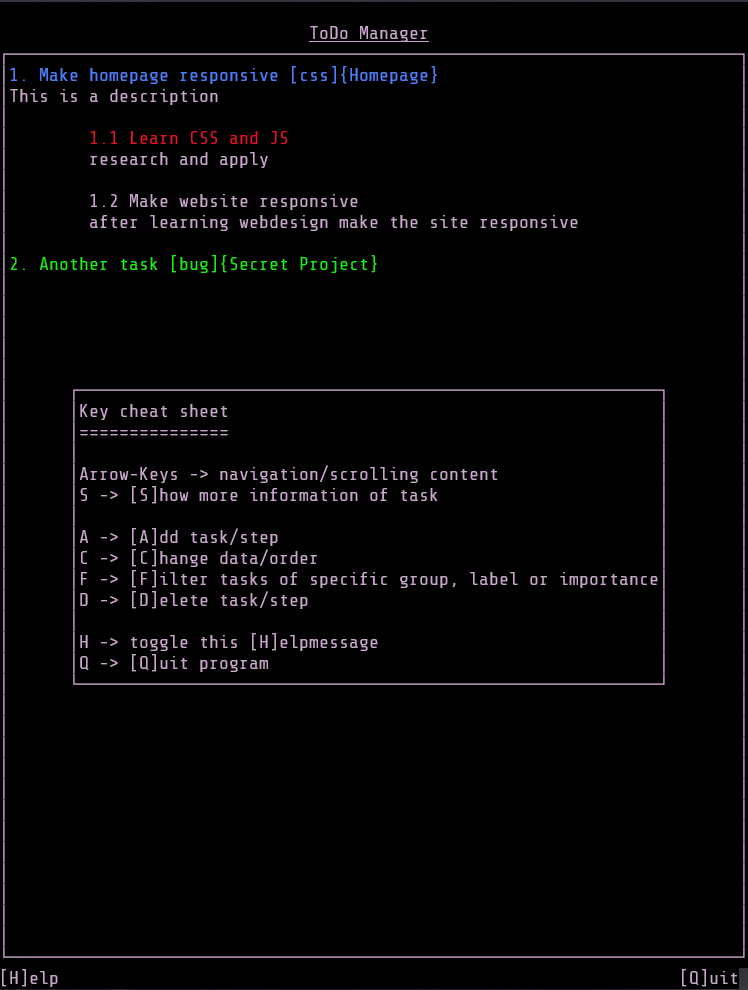 ToDo Manager
1. Make homepage responsive [css]{Homepage}
This is a description
1.1 Learn CSS and JS
research and apply
1.2 Make website responsive
after learning webdesign make the site responsive
2. Another task [bug]{Secret Project}
Key cheat sheet
===============
Arrow-Keys -> navigation/scrolling content
S -> [S]how more information of task
A -> [A]dd task/step
C -> [C]hange data/order
F -> [F]ilter tasks of specific group, label or importance
D -> [D]elete task/step
H -> toggle this [H]elpmessage
Q -> [Q]uit program
[H]elp [Q]uit